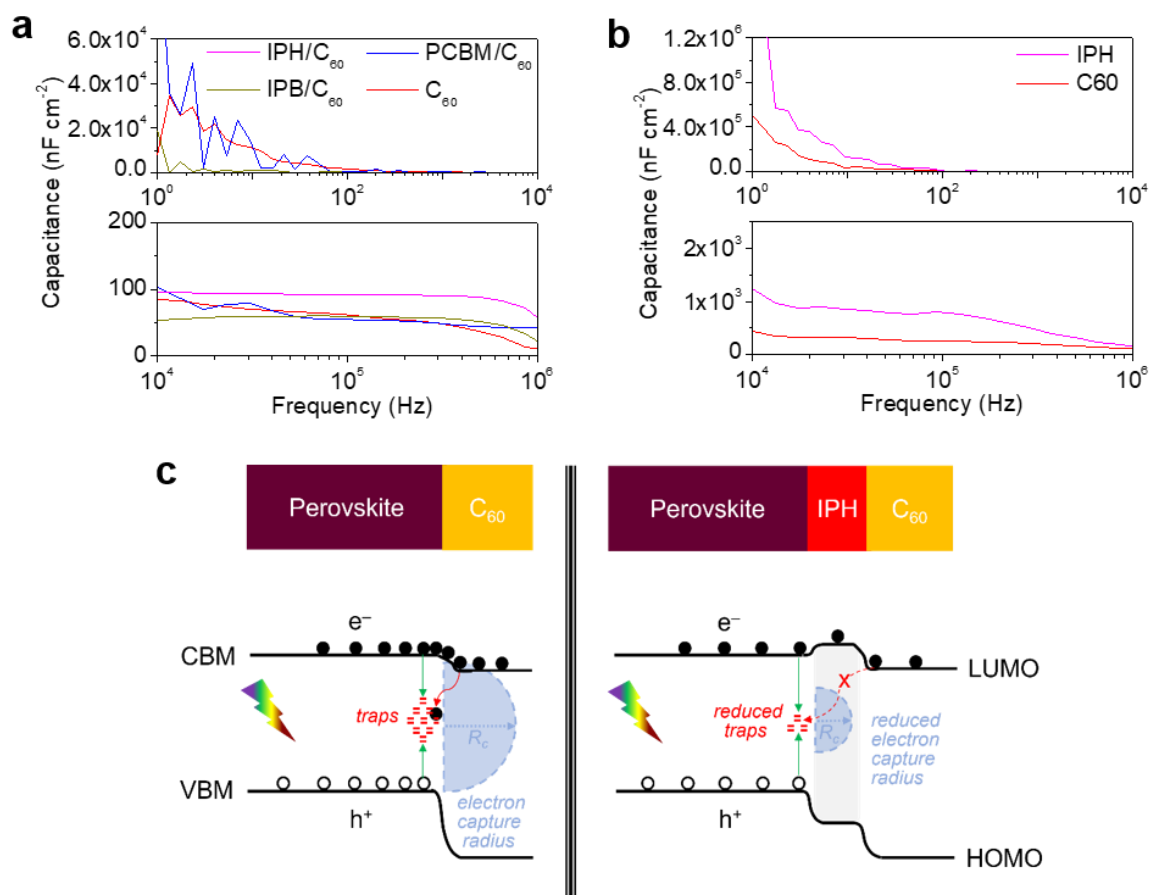 a
6.0x10⁴
4.0x10⁴
2.0x10⁴
0.0
IPH/C₆₀
PCBM/C₆₀
IPB/C₆₀
C₆₀
10⁰
10²
10⁴
200
100
0
10⁴
10⁵
10⁶
Capacitance (nF cm⁻²)
Frequency (Hz)
b
1.2x10⁶
8.0x10⁵
4.0x10⁵
0.0
IPH
C60
10⁰
10²
10⁴
2x10³
1x10³
0
10⁴
10⁵
10⁶
Capacitance (nF cm⁻²)
Frequency (Hz)
c
Perovskite
C₆₀
e⁻
CBM
traps
R꜀
VBM
h⁺
electron
capture
radius
Perovskite
IPH
C₆₀
e⁻
LUMO
x
reduced
traps
R꜀
reduced
electron
capture
radius
h⁺
HOMO